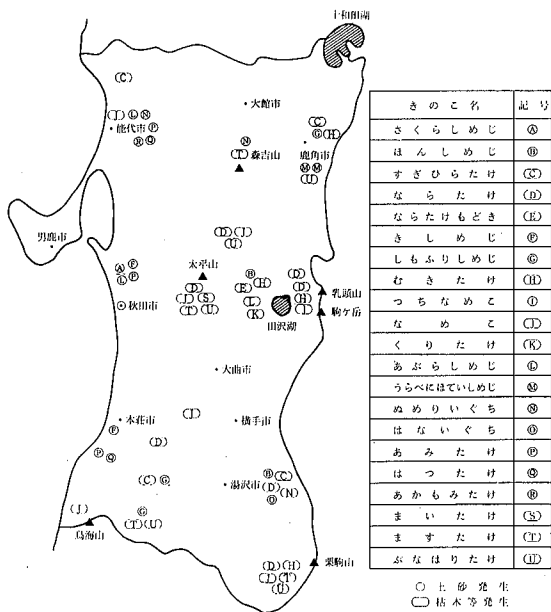 十和田湖
(C)
大館市
(J) Ⓛ Ⓝ
能代市 Ⓟ
Ⓡ Ⓠ
(C)
Ⓖ (H)
鹿角市
Ⓜ Ⓜ
(U)
Ⓝ
(T) 森吉山
男鹿市
(D) (J)
(U)
Ⓐ Ⓕ
Ⓛ Ⓟ
秋田市
太平山
(D)
(J) (S)
(T) (U)
Ⓑ
(E) (H)
(L)
(K)
田沢湖
(D)
(D)
(H)
(J)
乳頭山
駒ケ岳
大曲市
本荘市
Ⓕ
(J)
横手市
(D)
Ⓟ Ⓠ
(C) Ⓖ
湯沢市
Ⓑ (C)
(D) (N)
Ⓞ
(J)
鳥海山
Ⓖ
(T) (U)
(D) (H)
(J) (T)
(U)
栗駒山
きのこ名 記号
さくらしめじ Ⓐ
ほんしめじ Ⓑ
すぎひらたけ (C)
ならたけ (D)
ならたけもどき (E)
きしめじ Ⓕ
しもふりしめじ Ⓖ
むきたけ (H)
つちなめこ Ⓘ
なめこ (J)
くりたけ (K)
あぶらしめじ Ⓛ
うらべにほていしめじ Ⓜ
ぬめりいぐち Ⓝ
はないぐち Ⓞ
あみたけ Ⓟ
はつたけ Ⓠ
あかもみたけ Ⓡ
まいたけ (S)
ますたけ (T)
ぶなはりたけ (U)
○ 土砂発生
⬭ 枯木等発生